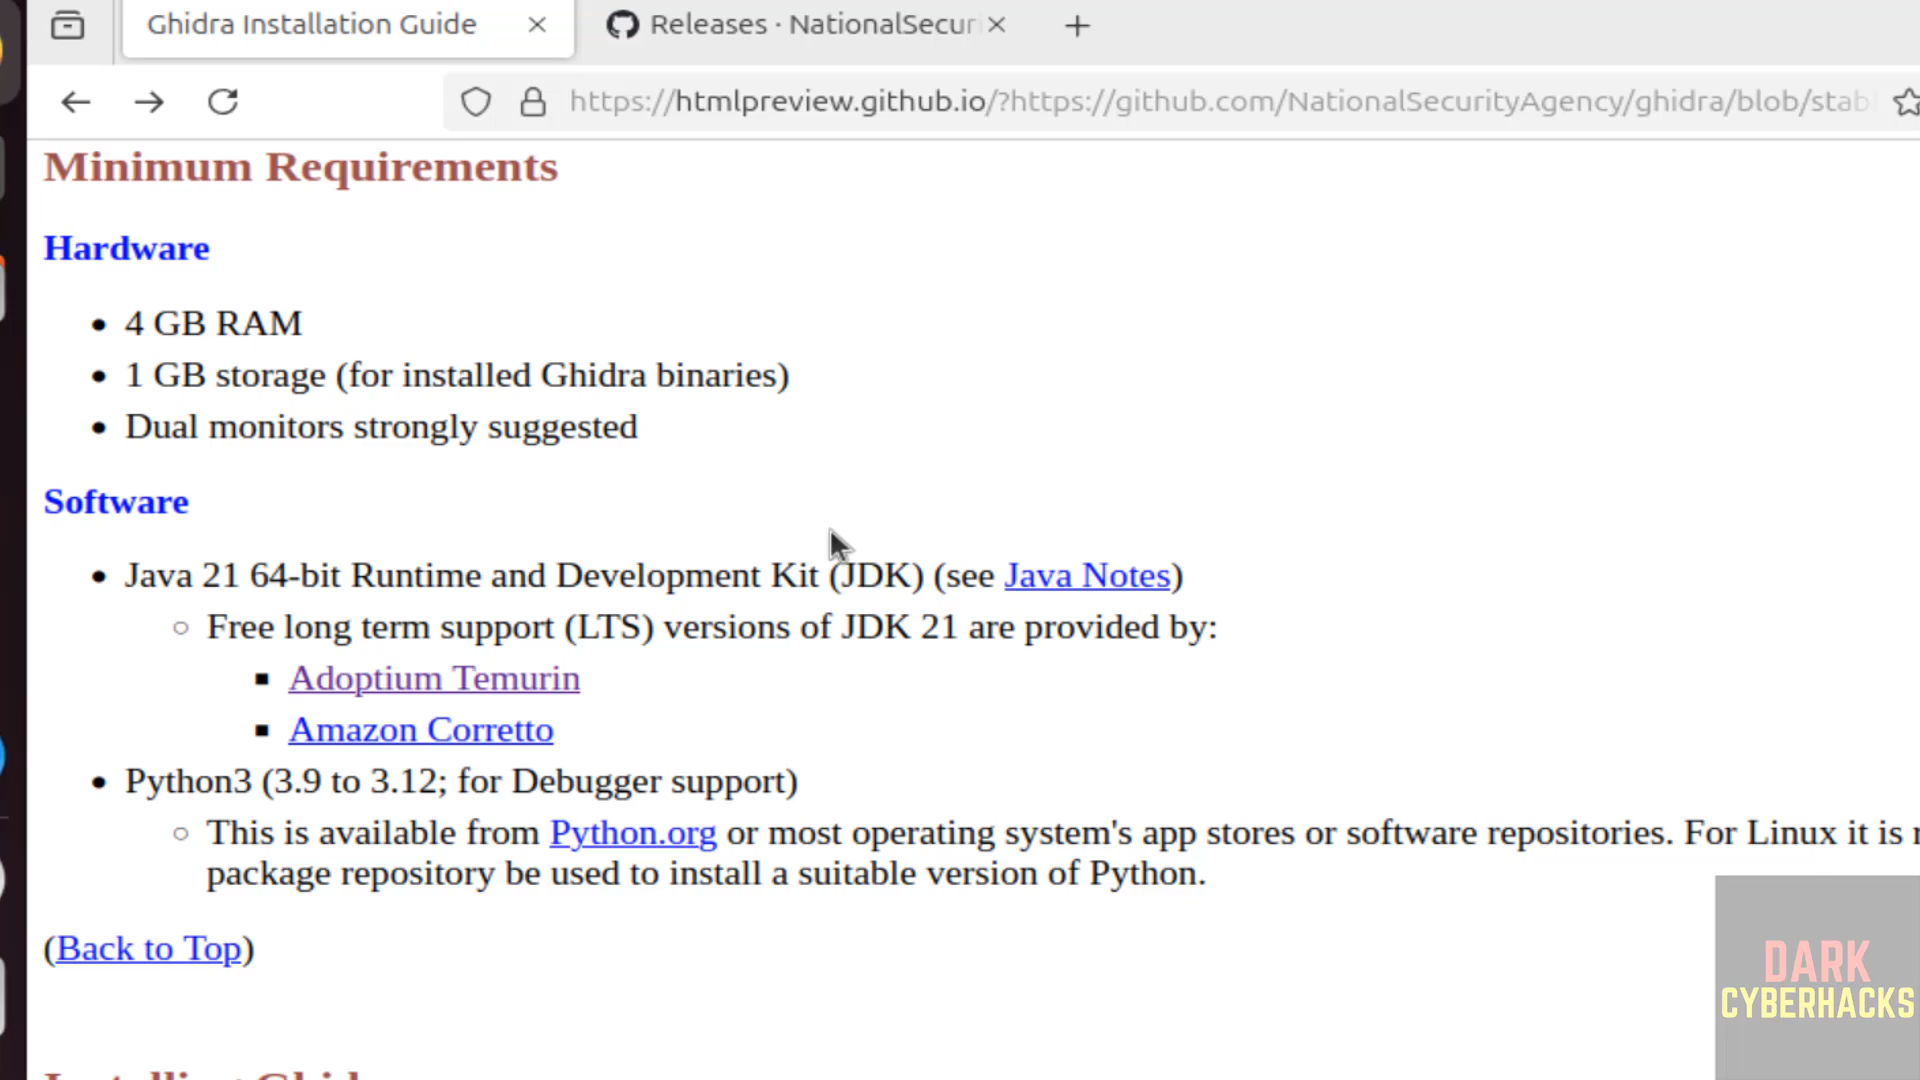 Ghidra Installation Guide
Releases · NationalSecuri
https://htmlpreview.github.io/?https://github.com/NationalSecurityAgency/ghidra/blob/stab
Minimum Requirements
Hardware
• 4 GB RAM
• 1 GB storage (for installed Ghidra binaries)
• Dual monitors strongly suggested
Software
• Java 21 64-bit Runtime and Development Kit (JDK) (see Java Notes)
○ Free long term support (LTS) versions of JDK 21 are provided by:
▪ Adoptium Temurin
▪ Amazon Corretto
• Python3 (3.9 to 3.12; for Debugger support)
○ This is available from Python.org or most operating system's app stores or software repositories. For Linux it is
package repository be used to install a suitable version of Python.
(Back to Top)
DARK
CYBERHACKS